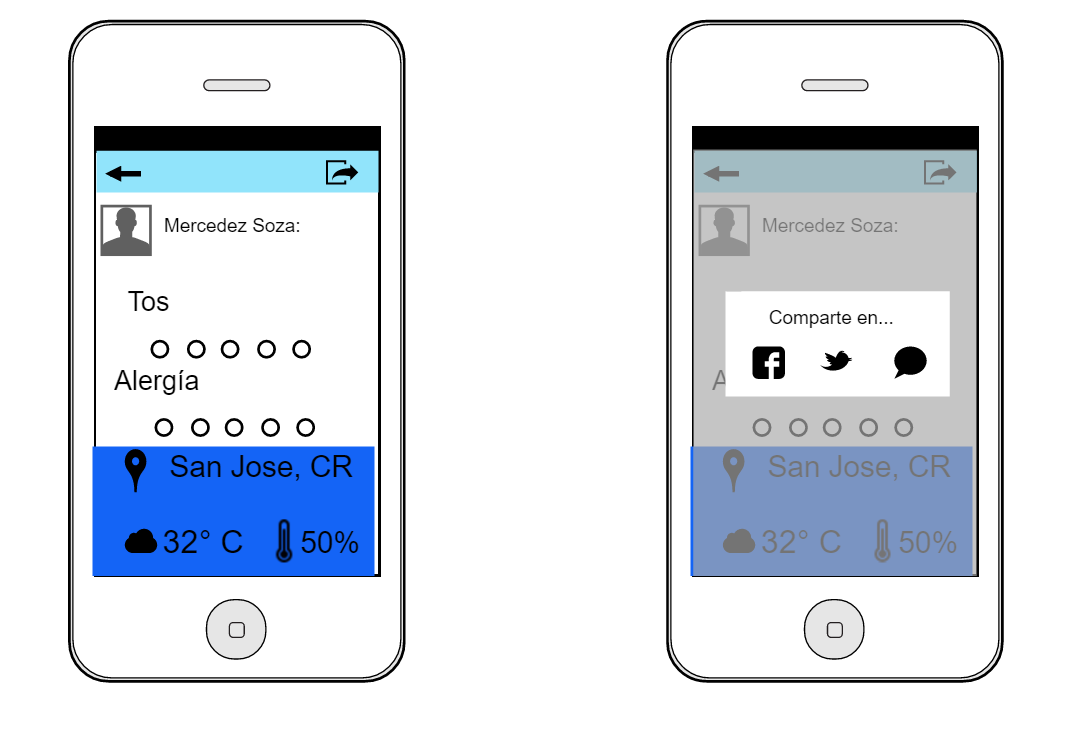 Mercedez Soza:
Tos
Alergía
San Jose, CR
32° C 50%
Mercedez Soza:
Comparte en...
A
San Jose, CR
32° C 50%